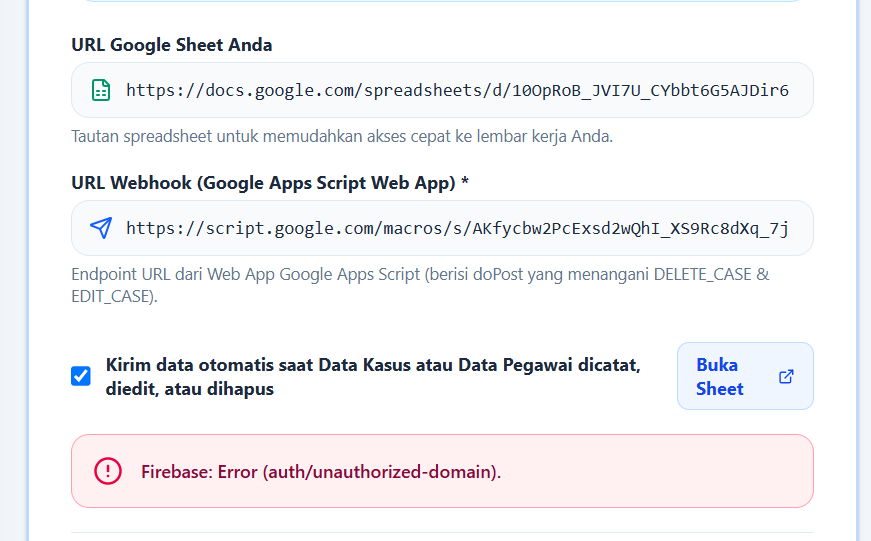 URL Google Sheet Anda
https://docs.google.com/spreadsheets/d/10OpRoB_JVI7U_CYbbt6G5AJDir6
Tautan spreadsheet untuk memudahkan akses cepat ke lembar kerja Anda.
URL Webhook (Google Apps Script Web App) *
https://script.google.com/macros/s/AKfycbw2PcExsd2wQhI_XS9Rc8dXq_7j
Endpoint URL dari Web App Google Apps Script (berisi doPost yang menangani DELETE_CASE &
EDIT_CASE).
Kirim data otomatis saat Data Kasus atau Data Pegawai dicatat,
diedit, atau dihapus
Buka
Sheet
Firebase: Error (auth/unauthorized-domain).